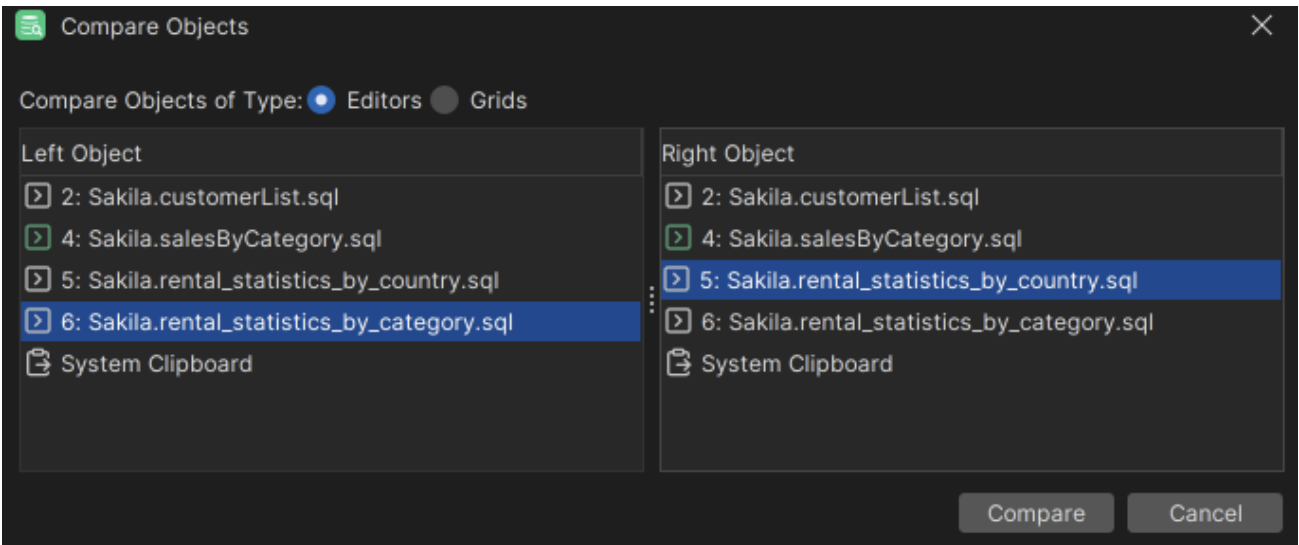 Compare Objects
Compare Objects of Type: Editors Grids
Left Object
2: Sakila.customerList.sql
4: Sakila.salesByCategory.sql
5: Sakila.rental_statistics_by_country.sql
6: Sakila.rental_statistics_by_category.sql
System Clipboard
Right Object
2: Sakila.customerList.sql
4: Sakila.salesByCategory.sql
5: Sakila.rental_statistics_by_country.sql
6: Sakila.rental_statistics_by_category.sql
System Clipboard
Compare Cancel